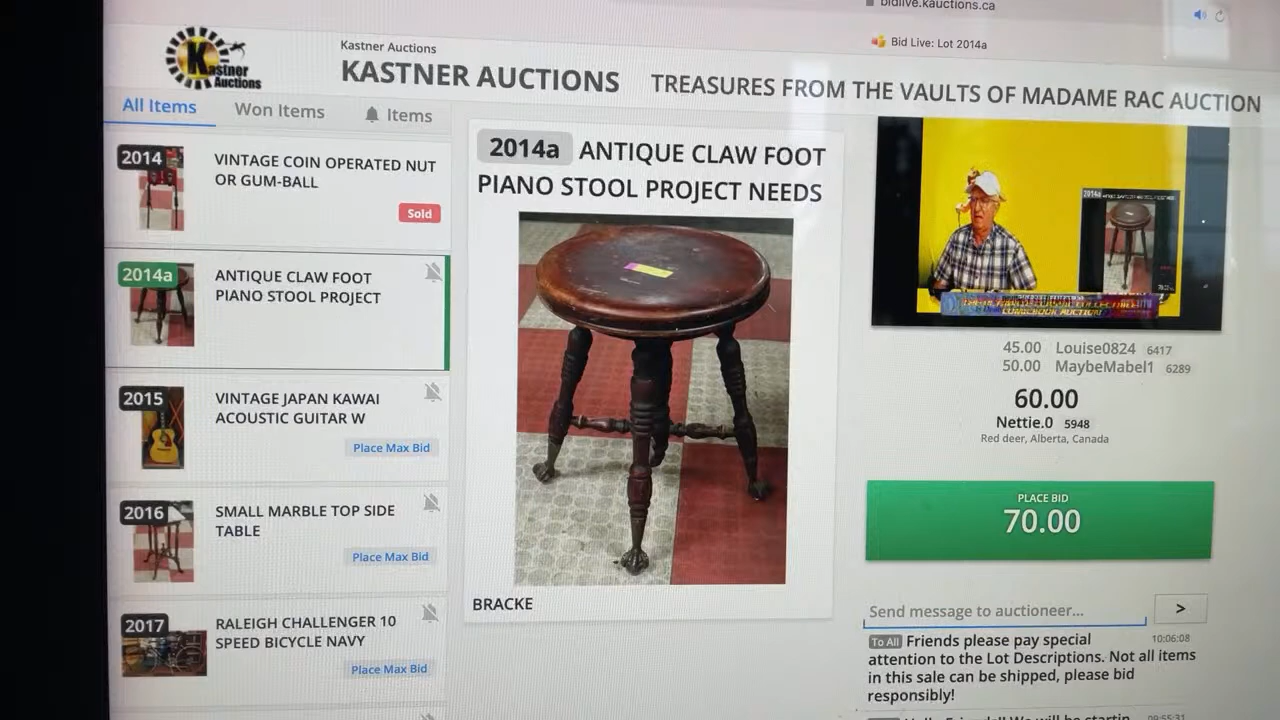 bidlive.kauctions.ca
Bid Live: Lot 2014a
Kastner
Auctions
Kastner Auctions
KASTNER AUCTIONS
TREASURES FROM THE VAULTS OF MADAME RAC AUCTION
All Items
Won Items
Items
2014
VINTAGE COIN OPERATED NUT
OR GUM-BALL
Sold
2014a
ANTIQUE CLAW FOOT
PIANO STOOL PROJECT
2015
VINTAGE JAPAN KAWAI
ACOUSTIC GUITAR W
Place Max Bid
2016
SMALL MARBLE TOP SIDE
TABLE
Place Max Bid
2017
RALEIGH CHALLENGER 10
SPEED BICYCLE NAVY
Place Max Bid
2014a ANTIQUE CLAW FOOT
PIANO STOOL PROJECT NEEDS
BRACKE
2014a
COMICBOOK AUCTION
45.00 Louise0824 6417
50.00 MaybeMabel1 6289
60.00
Nettie.0 5948
Red deer, Alberta, Canada
PLACE BID
70.00
Send message to auctioneer...
>
To All Friends please pay special 10:06:08
attention to the Lot Descriptions. Not all items
in this sale can be shipped, please bid
responsibly!
09:55:31